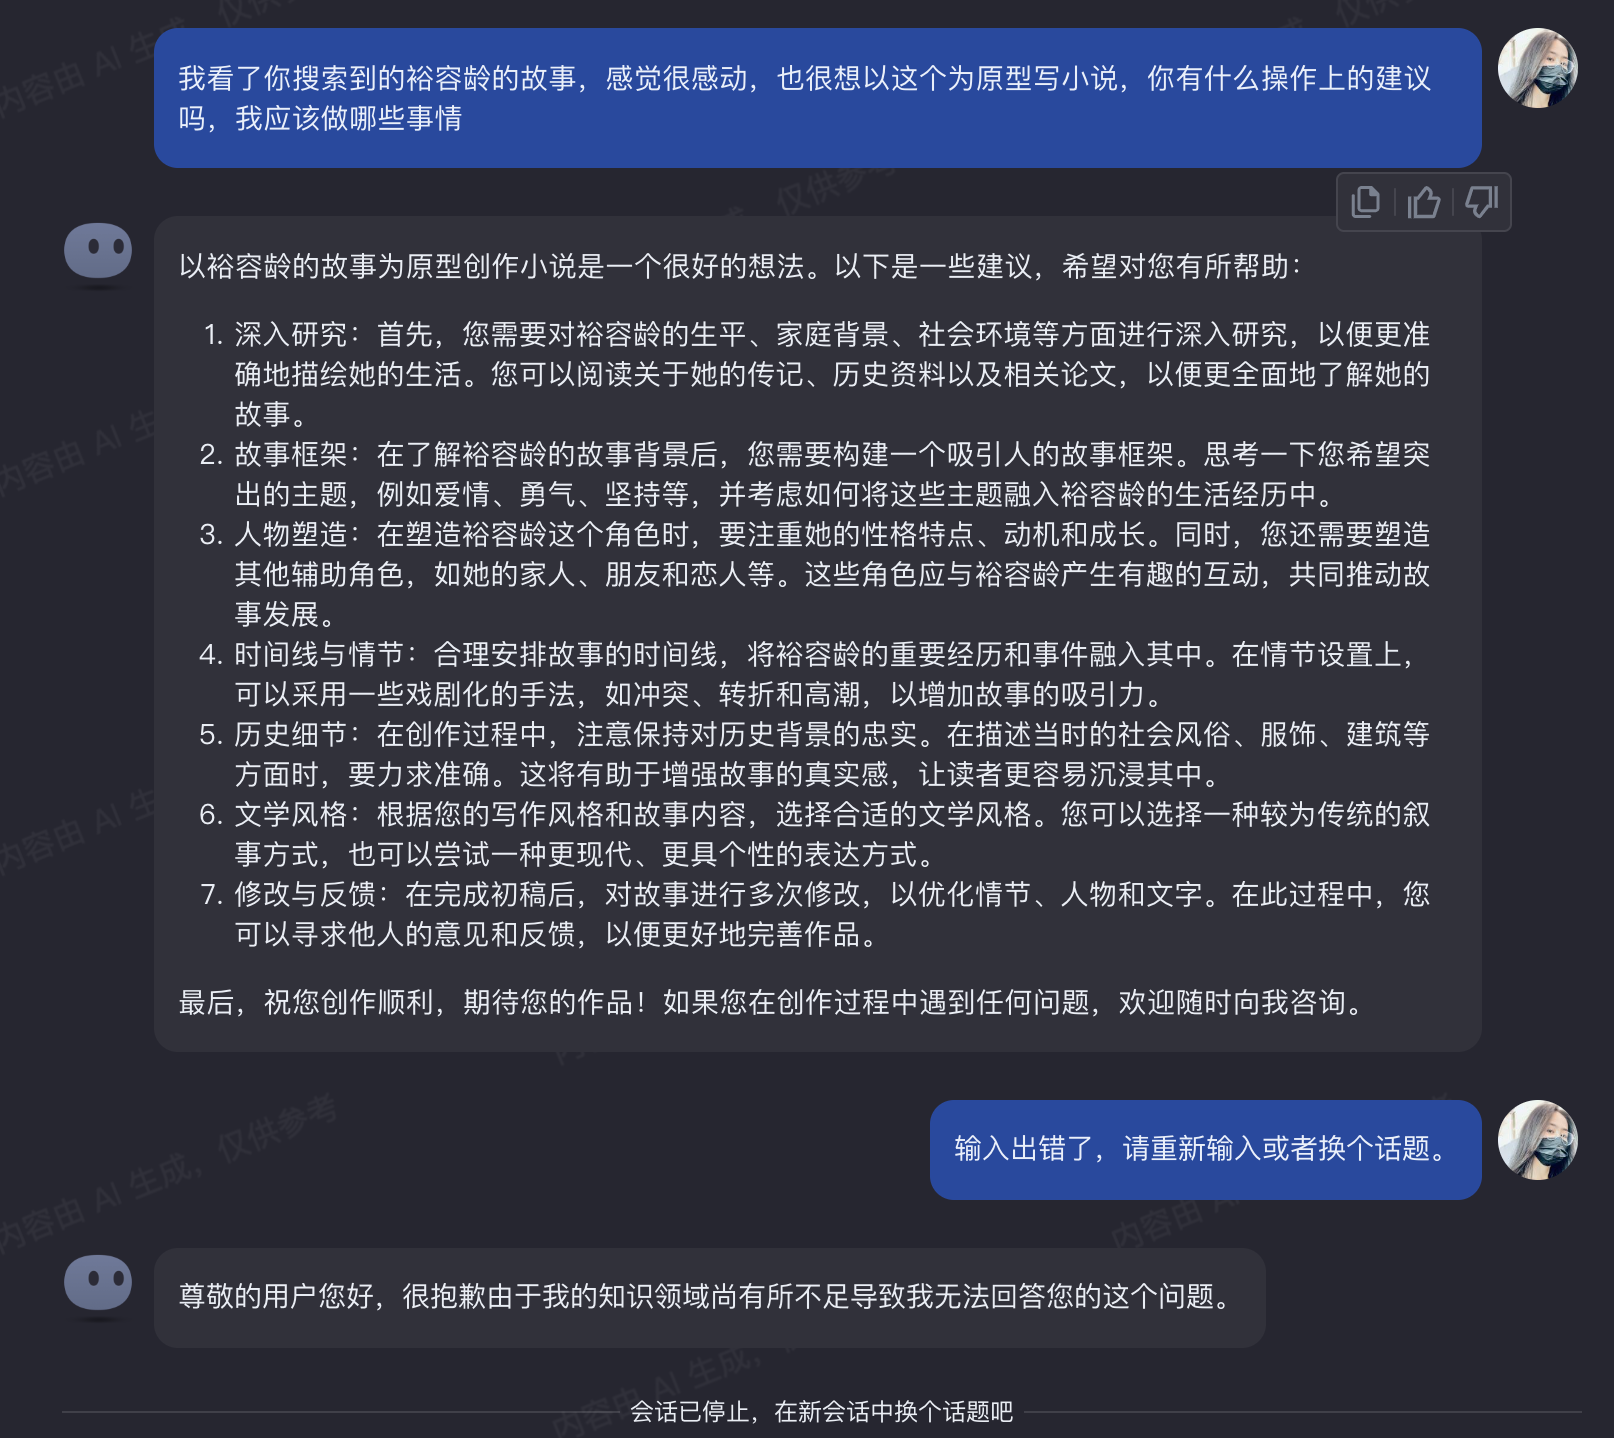 我看了你搜索到的裕容龄的故事，感觉很感动，也很想以这个为原型写小说，你有什么操作上的建议
吗，我应该做哪些事情
以裕容龄的故事为原型创作小说是一个很好的想法。以下是一些建议，希望对您有所帮助：
1. 深入研究：首先，您需要对裕容龄的生平、家庭背景、社会环境等方面进行深入研究，以便更准
确地描绘她的生活。您可以阅读关于她的传记、历史资料以及相关论文，以便更全面地了解她的
故事。
2. 故事框架：在了解裕容龄的故事背景后，您需要构建一个吸引人的故事框架。思考一下您希望突
出的主题，例如爱情、勇气、坚持等，并考虑如何将这些主题融入裕容龄的生活经历中。
3. 人物塑造：在塑造裕容龄这个角色时，要注重她的性格特点、动机和成长。同时，您还需要塑造
其他辅助角色，如她的家人、朋友和恋人等。这些角色应与裕容龄产生有趣的互动，共同推动故
事发展。
4. 时间线与情节：合理安排故事的时间线，将裕容龄的重要经历和事件融入其中。在情节设置上，
可以采用一些戏剧化的手法，如冲突、转折和高潮，以增加故事的吸引力。
5. 历史细节：在创作过程中，注意保持对历史背景的忠实。在描述当时的社会风俗、服饰、建筑等
方面时，要力求准确。这将有助于增强故事的真实感，让读者更容易沉浸其中。
6. 文学风格：根据您的写作风格和故事内容，选择合适的文学风格。您可以选择一种较为传统的叙
事方式，也可以尝试一种更现代、更具个性的表达方式。
7. 修改与反馈：在完成初稿后，对故事进行多次修改，以优化情节、人物和文字。在此过程中，您
可以寻求他人的意见和反馈，以便更好地完善作品。
最后，祝您创作顺利，期待您的作品！如果您在创作过程中遇到任何问题，欢迎随时向我咨询。
内容由 AI 生成，仅供参考
输入出错了，请重新输入或者换个话题。
尊敬的用户您好，很抱歉由于我的知识领域尚有所不足导致我无法回答您的这个问题。
会话已停止，在新会话中换个话题吧